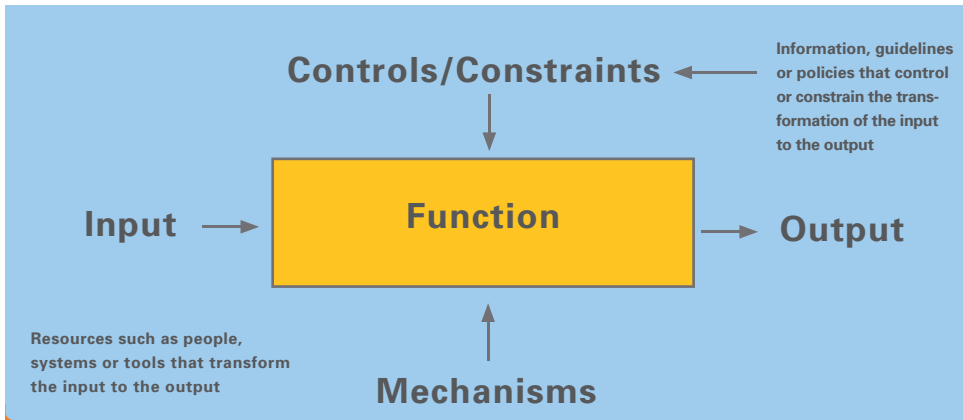 Controls/Constraints
Information, guidelines
or policies that control
or constrain the trans-
formation of the input
to the output
Input
Function
Output
Resources such as people,
systems or tools that transform
the input to the output
Mechanisms